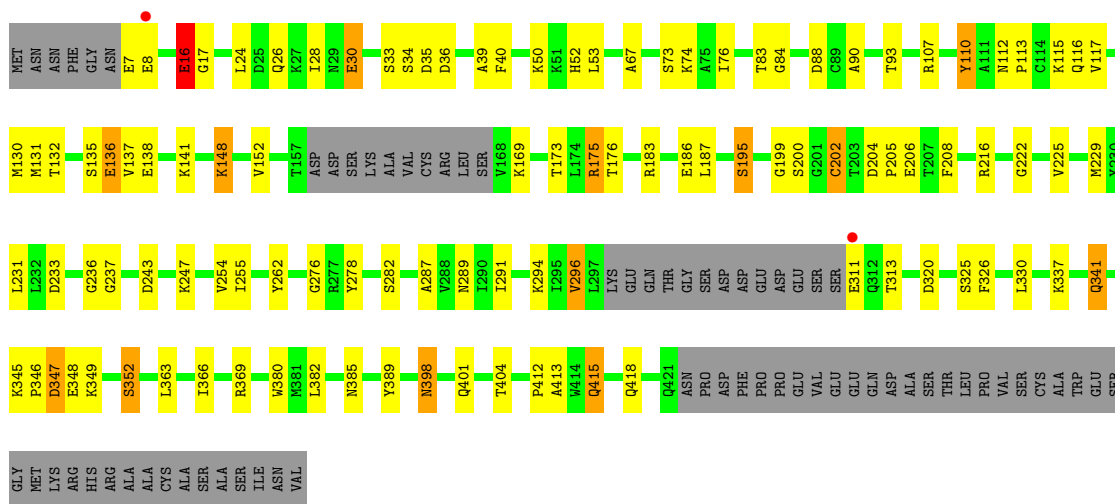 MET ASN ASN PHE GLY ASN E7 E8 E16 G17 L24 D25 Q26 K27 I28 N29 E30 S33 S34 D35 D36 A39 F40 K50 K51 H52 L53 A67 S73 K74 A75 I76 T83 G84 D88 C89 A90 T93 R107 Y110 A111 N112 P113 C114 K115 Q116 V117
M130 M131 T132 S135 E136 V137 E138 K141 K148 V152 T157 ASP ASP SER LYS ALA VAL CYS ARG LEU SER V168 K169 T173 L174 R175 T176 R183 E186 L187 S195 G199 S200 G201 C202 T203 D204 P205 E206 T207 F208 R216 G222 V225 M229 Y230
L231 L232 D233 G236 G237 D243 K247 V254 I255 Y262 G276 R277 Y278 S282 A287 V288 N289 I290 I291 K294 I295 V296 L297 LYS GLU GLN THR GLY SER ASP ASP GLU ASP GLU SER SER E311 Q312 T313 D320 S325 F326 L330 K337 Q341
K345 P346 D347 E348 K349 S352 L363 I366 R369 W380 M381 L382 N385 Y389 N398 Q401 T404 P412 A413 W414 Q415 Q418 Q421 ASN PRO ASP PHE PRO PRO GLU VAL GLU GLU GLN ASP ALA SER THR LEU PRO VAL SER CYS ALA TRP GLU SER
GLY MET LYS ARG HIS ARG ALA ALA CYS ALA SER ALA SER ILE ASN VAL